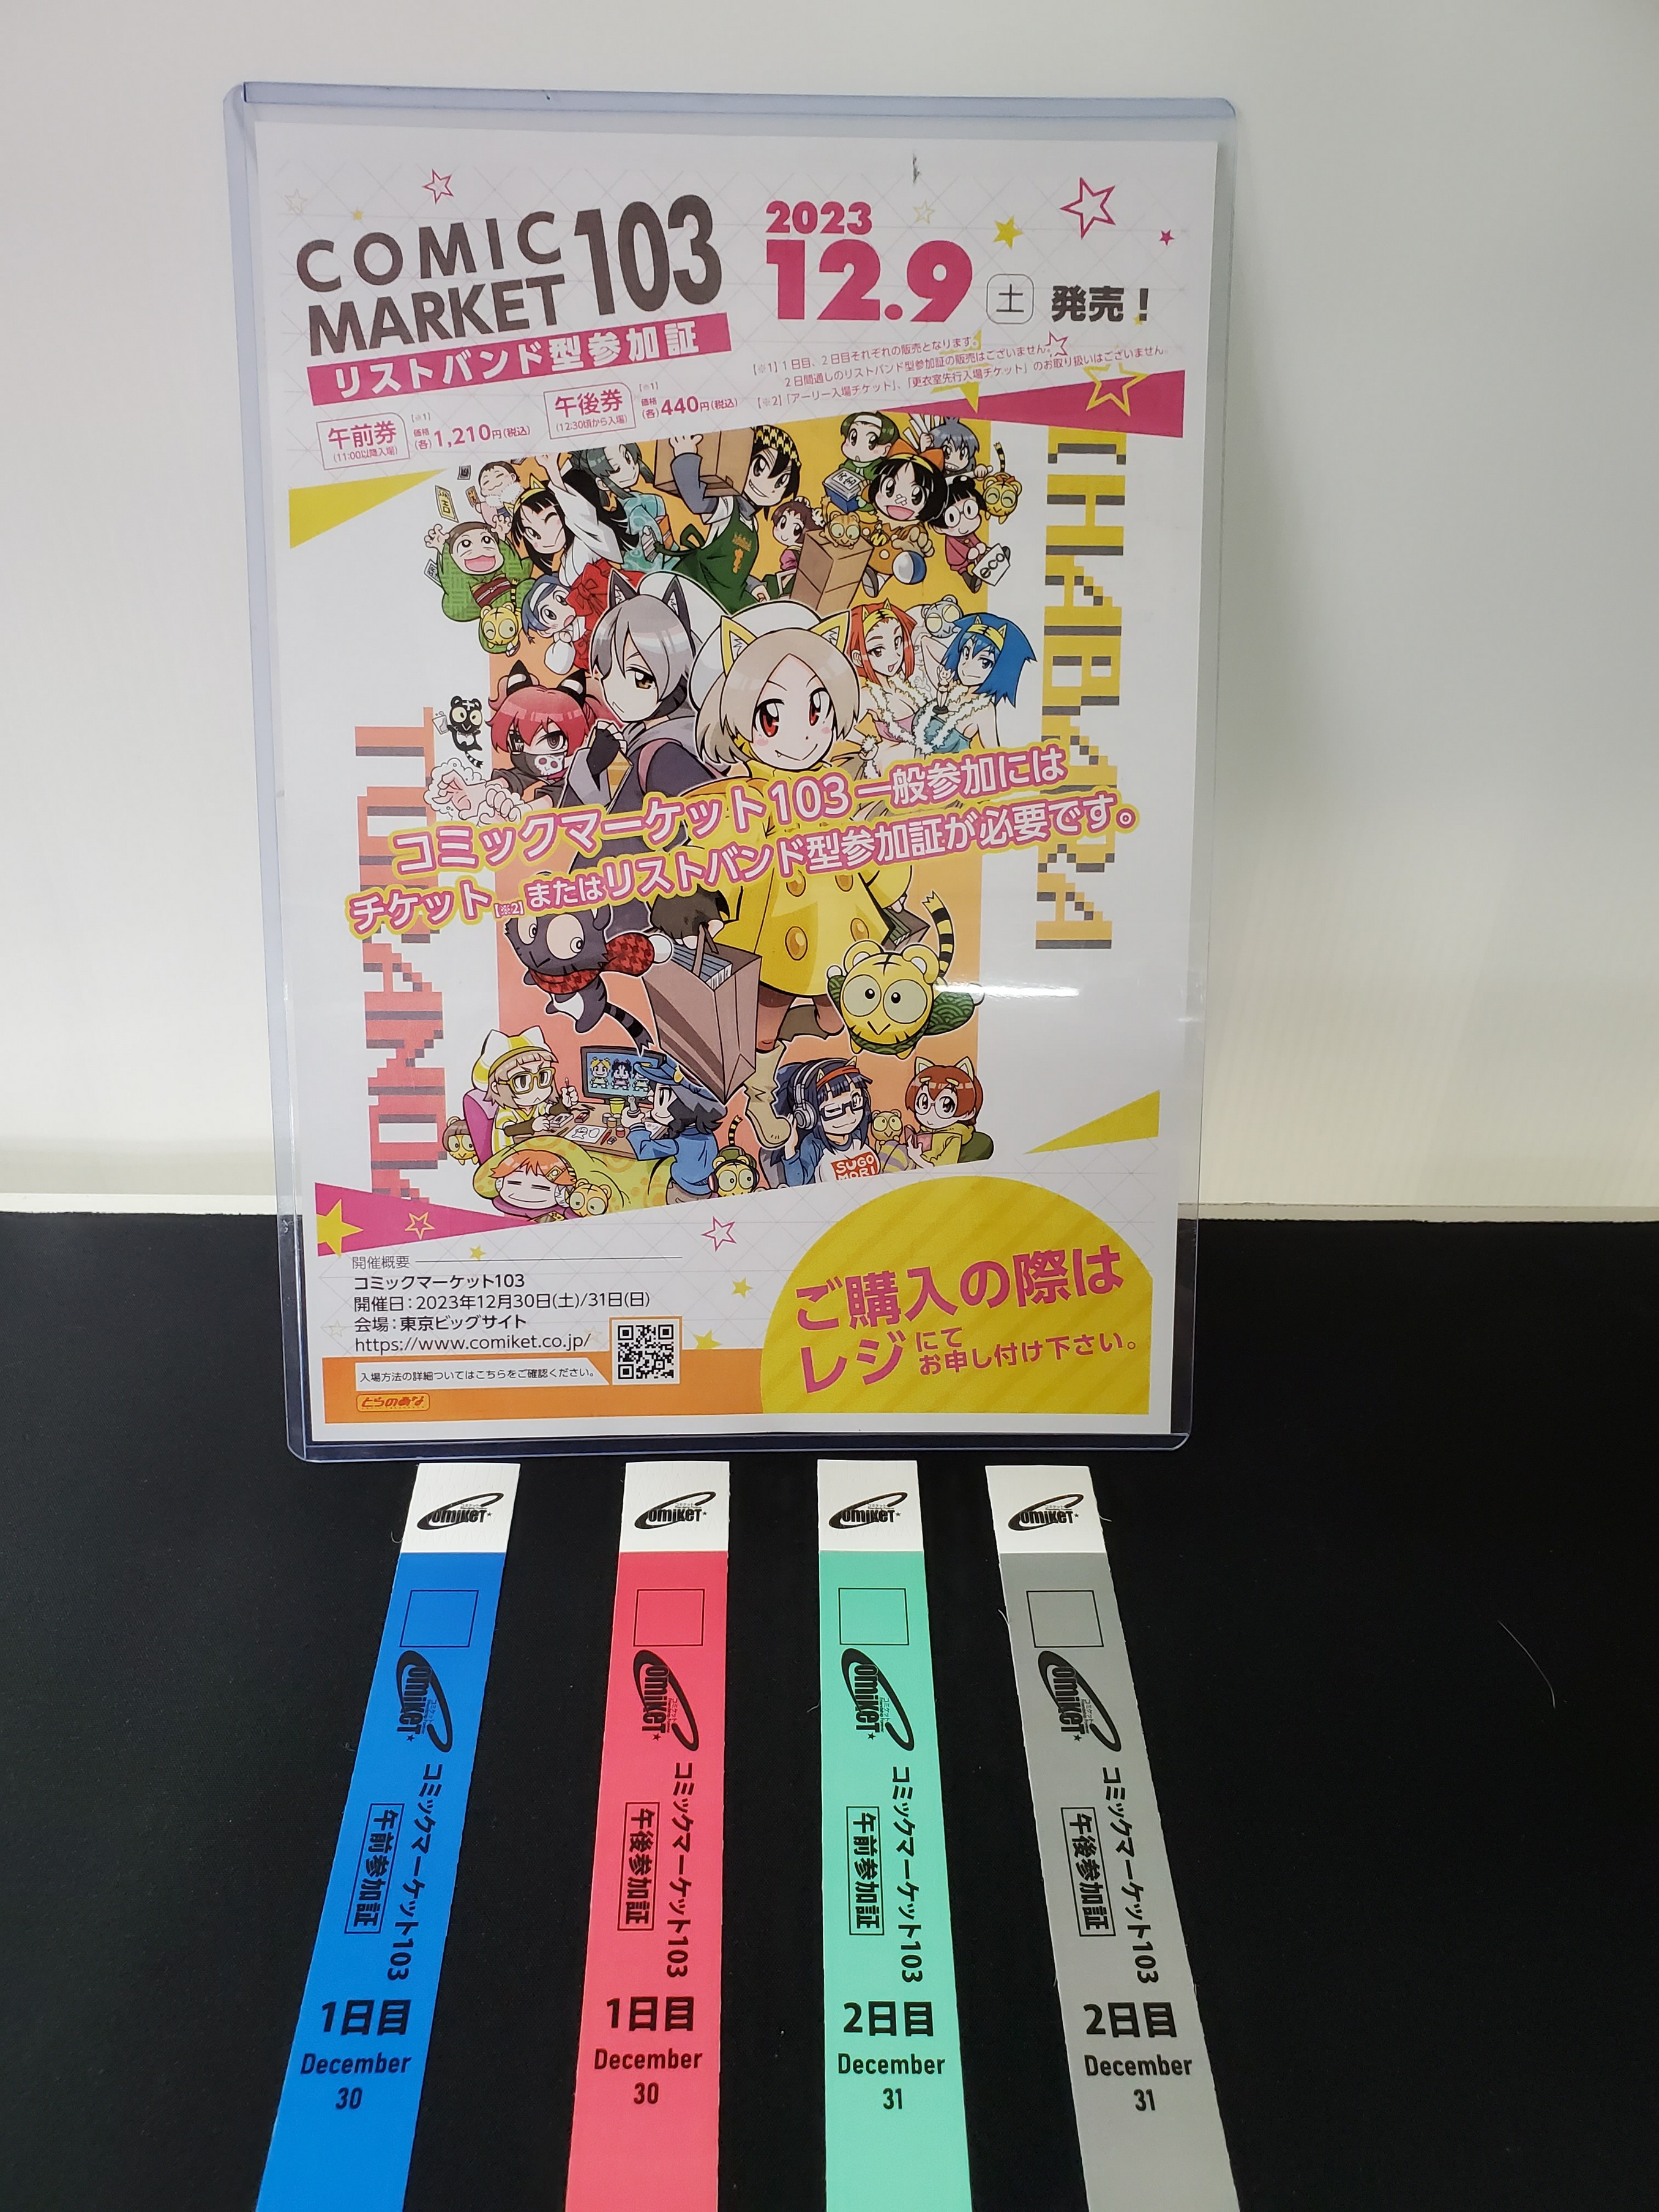 COMIC
MARKET 103
リストバンド型参加証
2023
12.9 土 発売！
[※1] 1日目、2日目それぞれの販売となります。
2日間通しのリストバンド型参加証の販売はございません。
[※2]「アーリー入場チケット」、「更衣室先行入場チケット」のお取り扱いはございません。
午前券
(11:00以降入場)
[※1]
価格
(各) 1,210円(税込)
午後券
(12:30頃から入場)
[※1]
価格
(各) 440円(税込)
eco
コミックマーケット103 一般参加には
チケット[※2]またはリストバンド型参加証が必要です。
SUGO
MORI
開催概要
コミックマーケット103
開催日：2023年12月30日(土)/31日(日)
会場：東京ビッグサイト
https://www.comiket.co.jp/
入場方法の詳細ついてはこちらをご確認ください。
とらのあな
ご購入の際は
レジにて
お申し付け下さい。
comiket
comiket
コミックマーケット103
午前参加証
1日目
December
30
comiket
comiket
コミックマーケット103
午後参加証
1日目
December
30
comiket
comiket
コミックマーケット103
午前参加証
2日目
December
31
comiket
comiket
コミックマーケット103
午後参加証
2日目
December
31